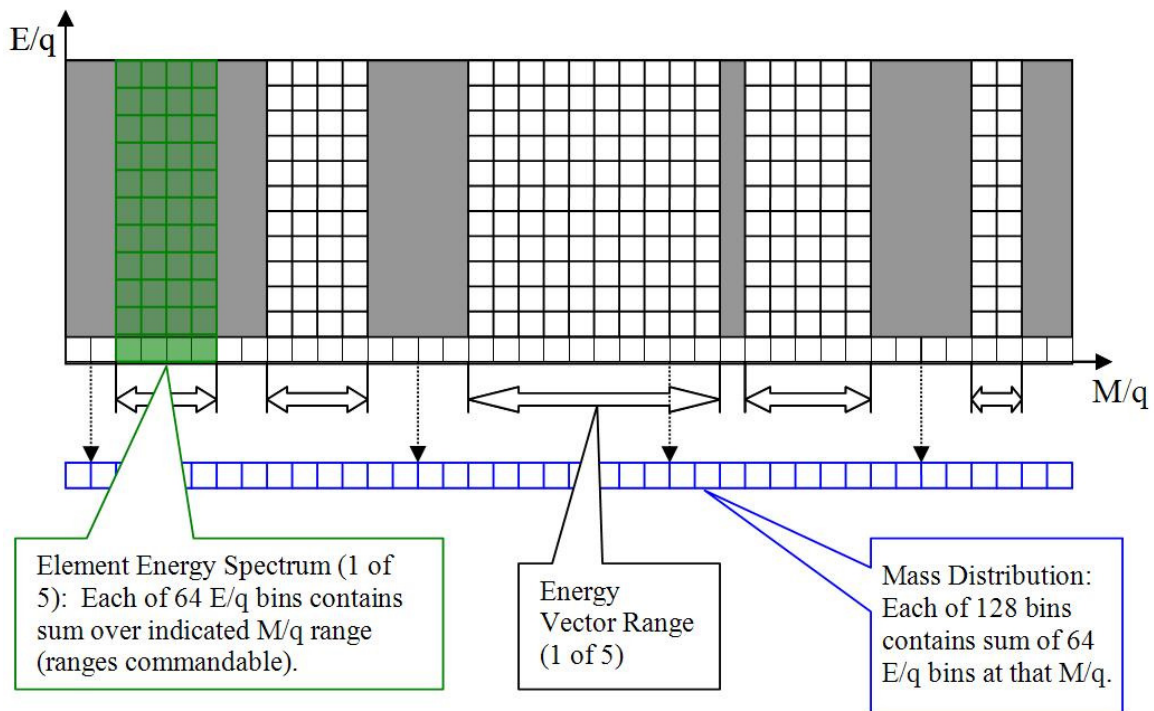 E/q
M/q
Element Energy Spectrum (1 of
5): Each of 64 E/q bins contains
sum over indicated M/q range
(ranges commandable).
Energy
Vector Range
(1 of 5)
Mass Distribution:
Each of 128 bins
contains sum of 64
E/q bins at that M/q.